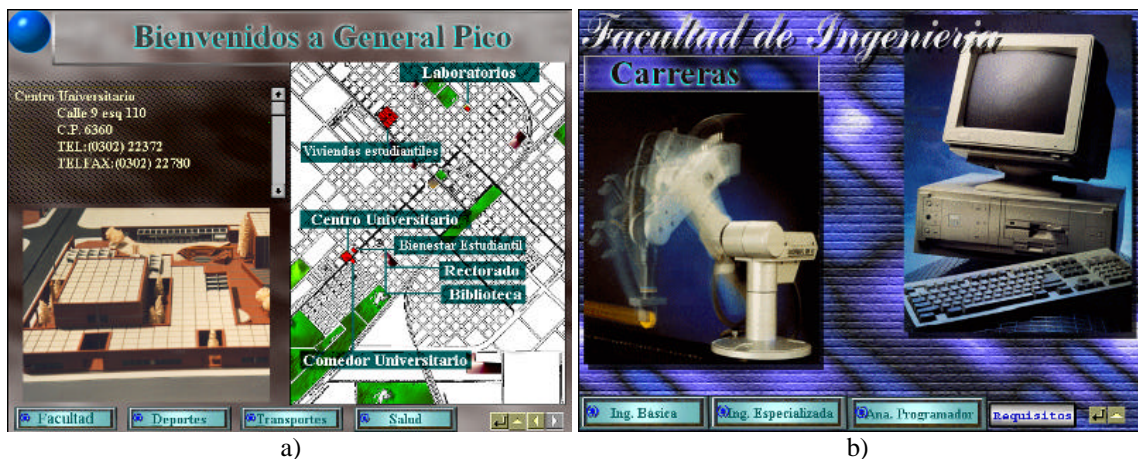 Bienvenidos a General Pico
Centro Universitario
Calle 9 esq 110
C.P. 6360
TEL:(0302) 22372
TELFAX:(0302) 22780
Laboratorios
Viviendas estudiantiles
Centro Universitario
Bienestar Estudiantil
Rectorado
Biblioteca
Comedor Universitario
Facultad
Deportes
Transportes
Salud
a)
Facultad de Ingenieria
Carreras
Ing. Basica
Ing. Especializada
Ana. Programador
Requisitos
b)